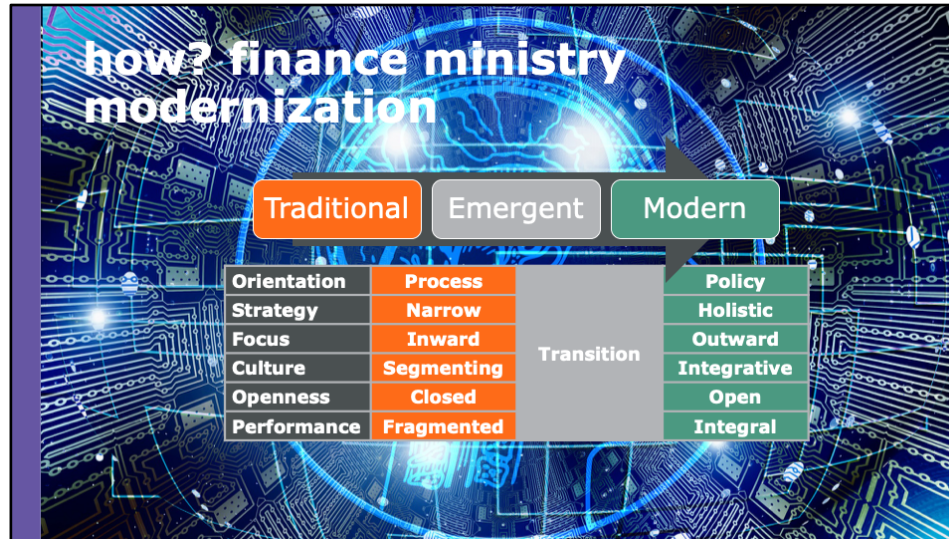 how? finance ministry
modernization
Traditional Emergent Modern
Orientation Process Policy
Strategy Narrow Holistic
Focus Inward Outward
Transition
Culture Segmenting Integrative
Openness Closed Open
Performance Fragmented Integral